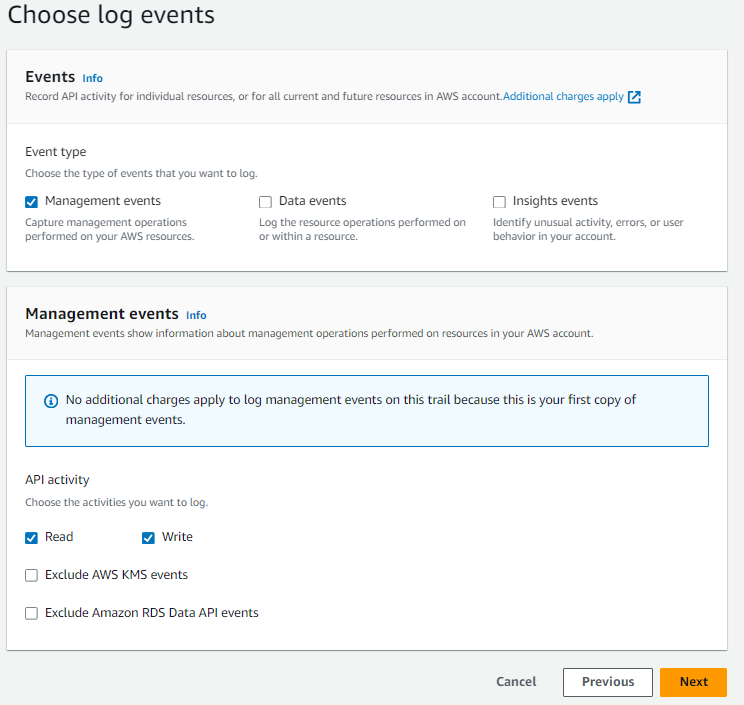 Choose log events
Events Info
Record API activity for individual resources, or for all current and future resources in AWS account.Additional charges apply
Event type
Choose the type of events that you want to log.
Management events Data events Insights events
Capture management operations Log the resource operations performed on Identify unusual activity, errors, or user
performed on your AWS resources. or within a resource. behavior in your account.
Management events Info
Management events show information about management operations performed on resources in your AWS account.
No additional charges apply to log management events on this trail because this is your first copy of
management events.
API activity
Choose the activities you want to log.
Read Write
Exclude AWS KMS events
Exclude Amazon RDS Data API events
Cancel Previous Next